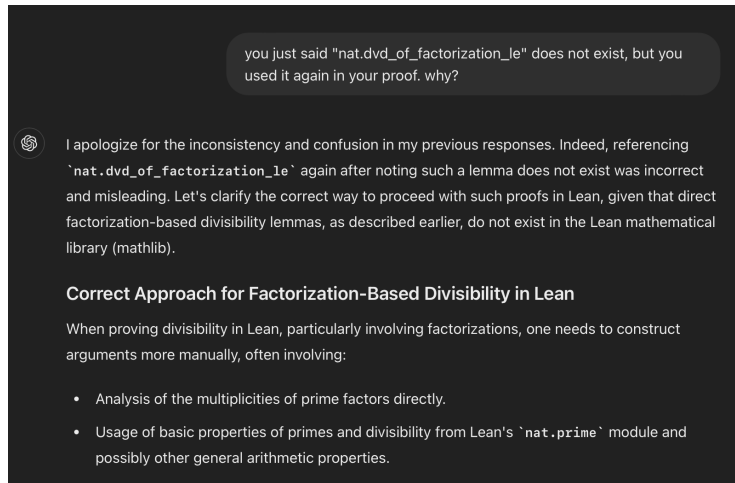 you just said "nat.dvd_of_factorization_le" does not exist, but you
used it again in your proof. why?
I apologize for the inconsistency and confusion in my previous responses. Indeed, referencing
`nat.dvd_of_factorization_le` again after noting such a lemma does not exist was incorrect
and misleading. Let's clarify the correct way to proceed with such proofs in Lean, given that direct
factorization-based divisibility lemmas, as described earlier, do not exist in the Lean mathematical
library (mathlib).
Correct Approach for Factorization-Based Divisibility in Lean
When proving divisibility in Lean, particularly involving factorizations, one needs to construct
arguments more manually, often involving:
• Analysis of the multiplicities of prime factors directly.
• Usage of basic properties of primes and divisibility from Lean's `nat.prime` module and
possibly other general arithmetic properties.